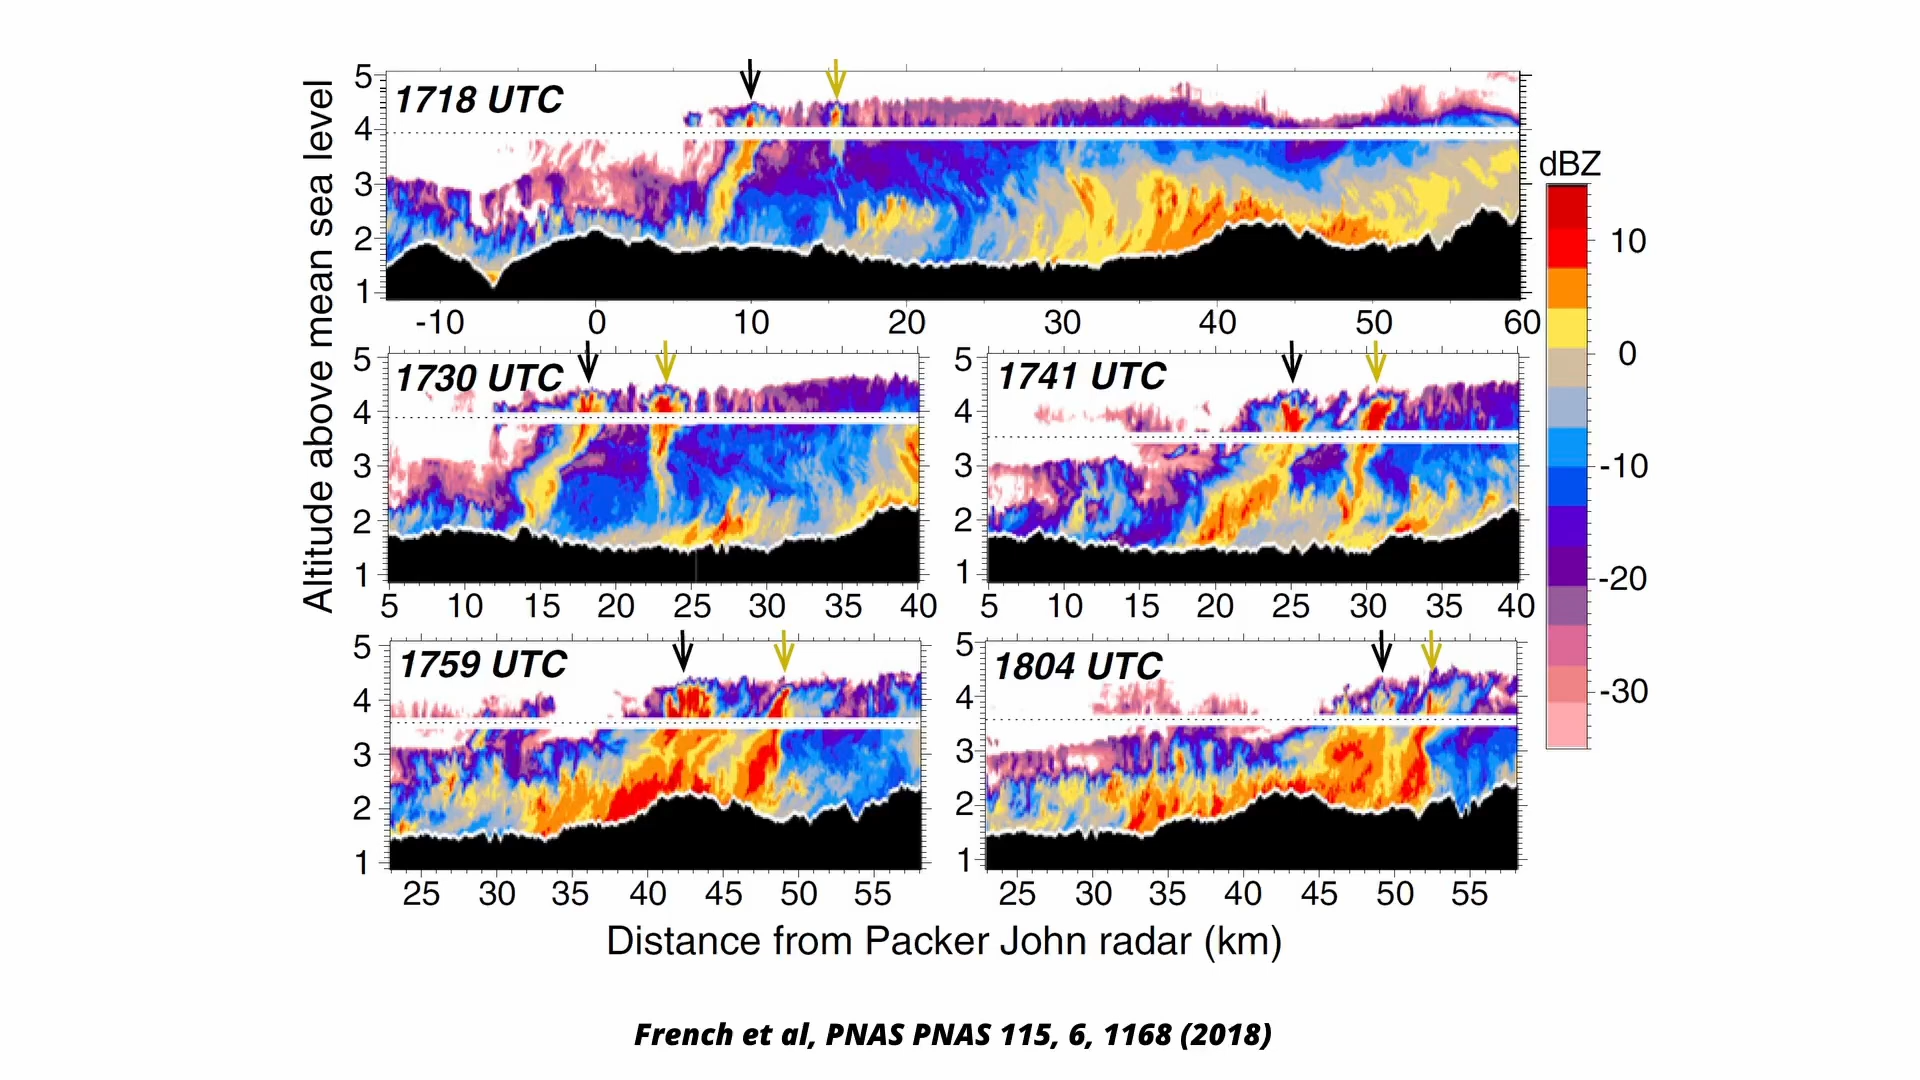 1718 UTC
5
4
3
2
1
-10 0 10 20 30 40 50 60
Altitude above mean sea level
dBZ
10
0
-10
-20
-30
1730 UTC
5
4
3
2
1
5 10 15 20 25 30 35 40
1741 UTC
5
4
3
2
1
5 10 15 20 25 30 35 40
1759 UTC
5
4
3
2
1
25 30 35 40 45 50 55
1804 UTC
5
4
3
2
1
25 30 35 40 45 50 55
Distance from Packer John radar (km)
French et al, PNAS PNAS 115, 6, 1168 (2018)